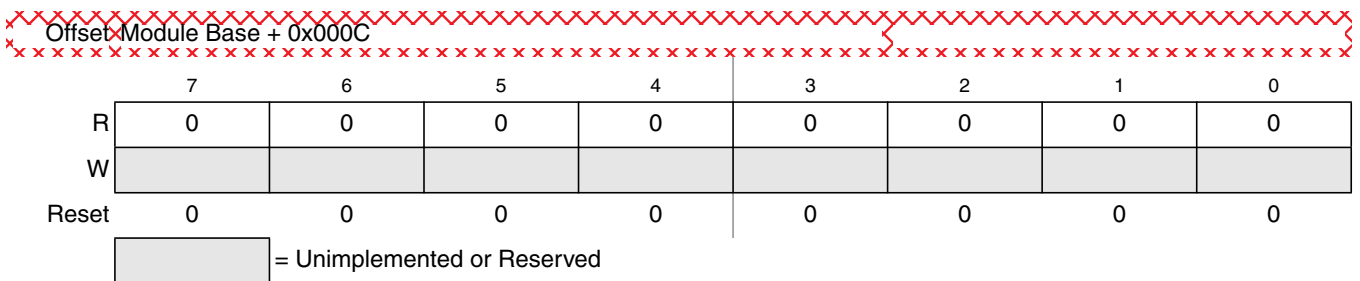 Offset Module Base + 0x000C
7 6 5 4 3 2 1 0
R 0 0 0 0 0 0 0 0
W
Reset 0 0 0 0 0 0 0 0
= Unimplemented or Reserved